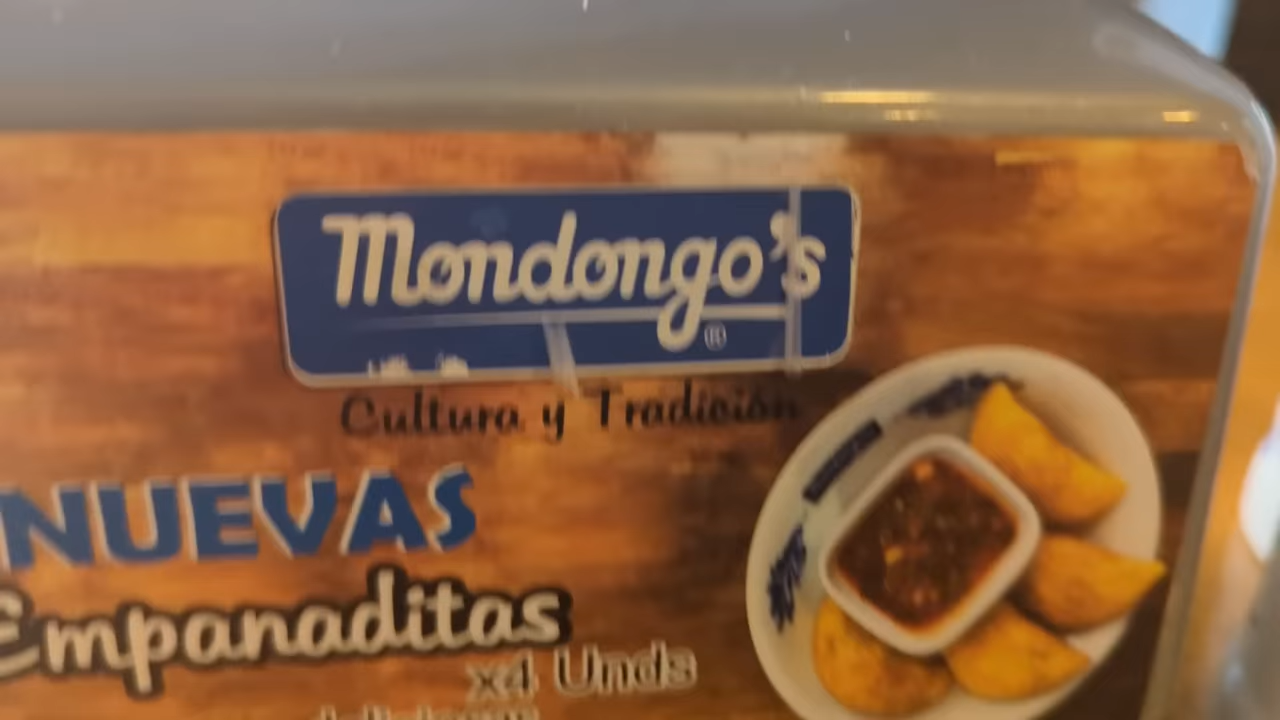 Mondongo's
®
Cultura y Tradición
NUEVAS
Empanaditas
x4 Unds